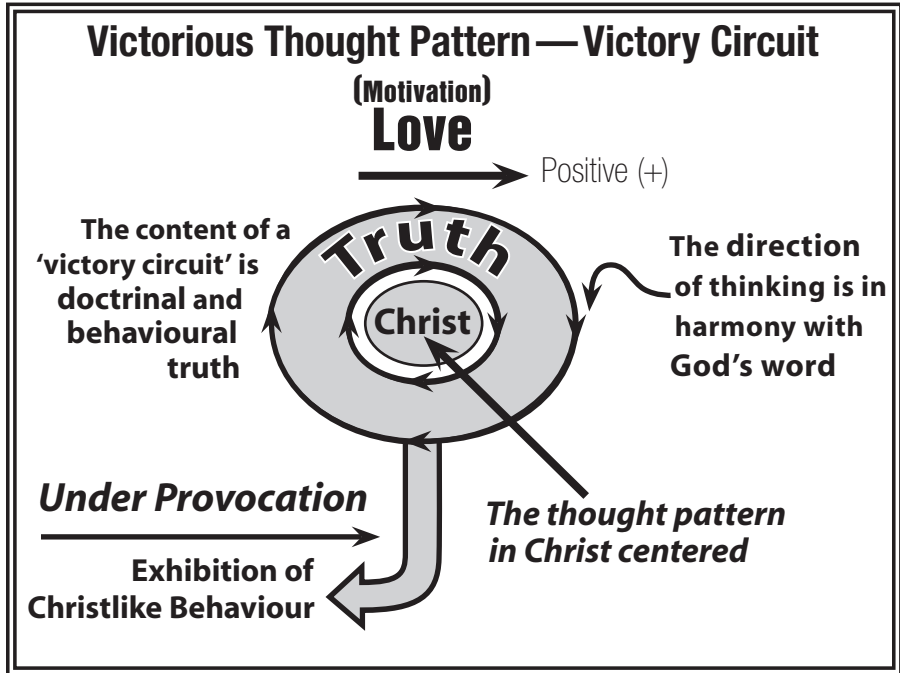 Victorious Thought Pattern — Victory Circuit
(Motivation)
Love
Positive (+)
The content of a
‘victory circuit’ is
doctrinal and
behavioural
truth
Truth
Christ
The direction
of thinking is in
harmony with
God’s word
Under Provocation
Exhibition of
Christlike Behaviour
The thought pattern
in Christ centered